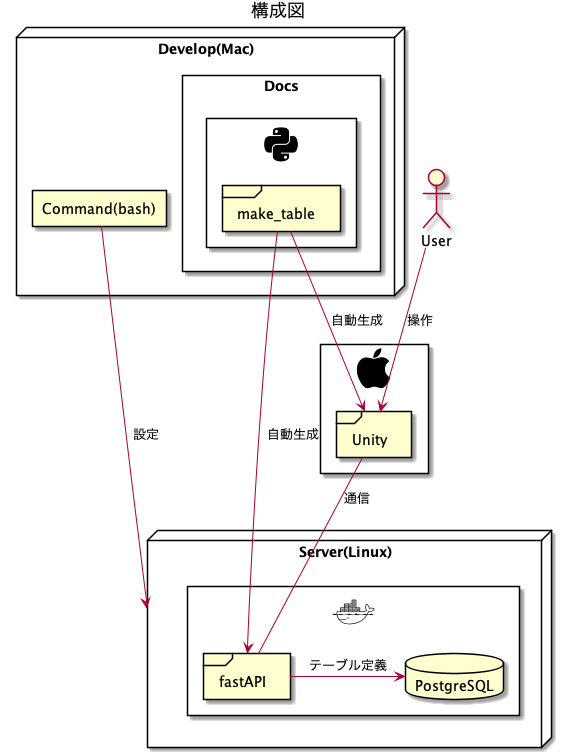 構成図
Develop(Mac)
Docs
Command(bash)
make_table
User
自動生成
操作
自動生成
設定
Unity
通信
Server(Linux)
fastAPI
テーブル定義
PostgreSQL